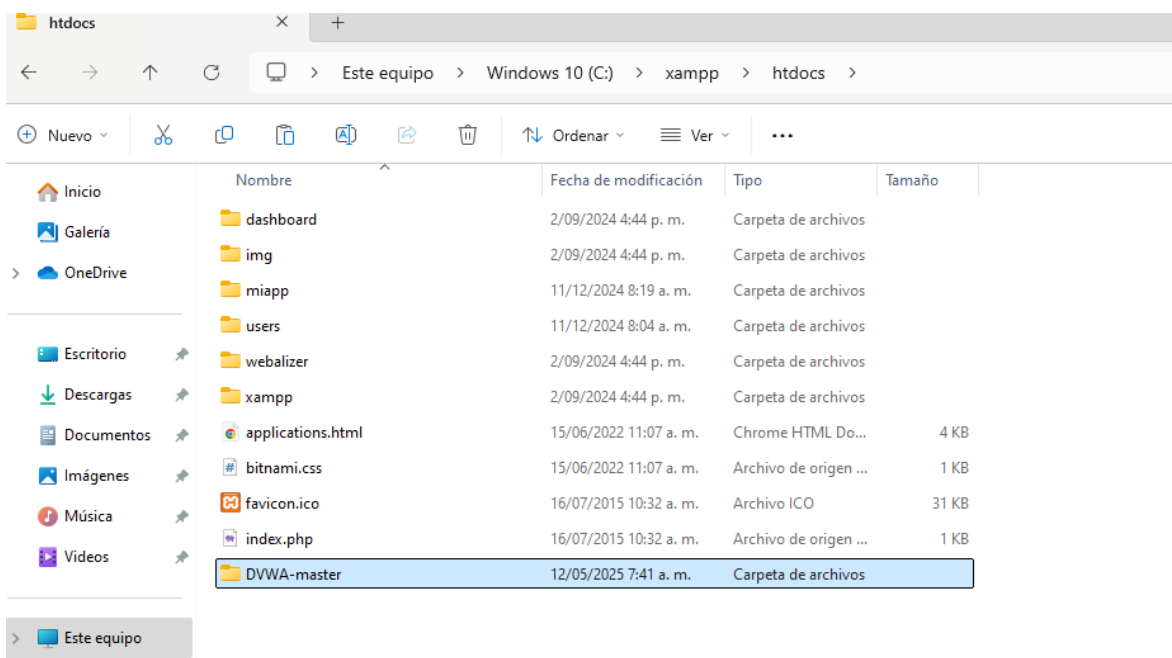 htdocs
Este equipo > Windows 10 (C:) > xampp > htdocs >
Nuevo Ordenar Ver ...
Nombre Fecha de modificación Tipo Tamaño
Inicio
Galería
OneDrive
Escritorio
Descargas
Documentos
Imágenes
Música
Videos
Este equipo
dashboard 2/09/2024 4:44 p. m. Carpeta de archivos
img 2/09/2024 4:44 p. m. Carpeta de archivos
miapp 11/12/2024 8:19 a. m. Carpeta de archivos
users 11/12/2024 8:04 a. m. Carpeta de archivos
webalizer 2/09/2024 4:44 p. m. Carpeta de archivos
xampp 2/09/2024 4:44 p. m. Carpeta de archivos
applications.html 15/06/2022 11:07 a. m. Chrome HTML Do... 4 KB
bitnami.css 15/06/2022 11:07 a. m. Archivo de origen ... 1 KB
favicon.ico 16/07/2015 10:32 a. m. Archivo ICO 31 KB
index.php 16/07/2015 10:32 a. m. Archivo de origen ... 1 KB
DVWA-master 12/05/2025 7:41 a. m. Carpeta de archivos